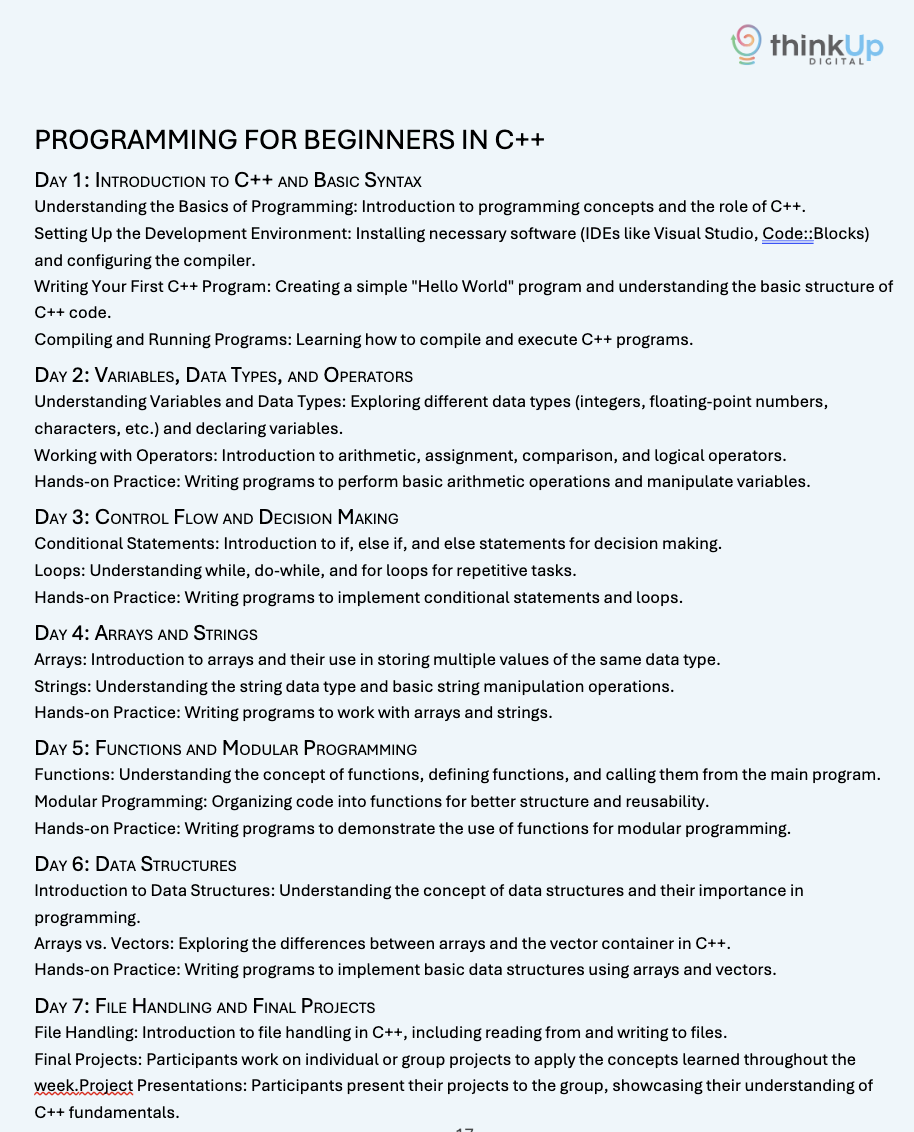 thinkUp
DIGITAL
PROGRAMMING FOR BEGINNERS IN C++
DAY 1: INTRODUCTION TO C++ AND BASIC SYNTAX
Understanding the Basics of Programming: Introduction to programming concepts and the role of C++.
Setting Up the Development Environment: Installing necessary software (IDEs like Visual Studio, Code::Blocks)
and configuring the compiler.
Writing Your First C++ Program: Creating a simple "Hello World" program and understanding the basic structure of
C++ code.
Compiling and Running Programs: Learning how to compile and execute C++ programs.
DAY 2: VARIABLES, DATA TYPES, AND OPERATORS
Understanding Variables and Data Types: Exploring different data types (integers, floating-point numbers,
characters, etc.) and declaring variables.
Working with Operators: Introduction to arithmetic, assignment, comparison, and logical operators.
Hands-on Practice: Writing programs to perform basic arithmetic operations and manipulate variables.
DAY 3: CONTROL FLOW AND DECISION MAKING
Conditional Statements: Introduction to if, else if, and else statements for decision making.
Loops: Understanding while, do-while, and for loops for repetitive tasks.
Hands-on Practice: Writing programs to implement conditional statements and loops.
DAY 4: ARRAYS AND STRINGS
Arrays: Introduction to arrays and their use in storing multiple values of the same data type.
Strings: Understanding the string data type and basic string manipulation operations.
Hands-on Practice: Writing programs to work with arrays and strings.
DAY 5: FUNCTIONS AND MODULAR PROGRAMMING
Functions: Understanding the concept of functions, defining functions, and calling them from the main program.
Modular Programming: Organizing code into functions for better structure and reusability.
Hands-on Practice: Writing programs to demonstrate the use of functions for modular programming.
DAY 6: DATA STRUCTURES
Introduction to Data Structures: Understanding the concept of data structures and their importance in
programming.
Arrays vs. Vectors: Exploring the differences between arrays and the vector container in C++.
Hands-on Practice: Writing programs to implement basic data structures using arrays and vectors.
DAY 7: FILE HANDLING AND FINAL PROJECTS
File Handling: Introduction to file handling in C++, including reading from and writing to files.
Final Projects: Participants work on individual or group projects to apply the concepts learned throughout the
week.Project Presentations: Participants present their projects to the group, showcasing their understanding of
C++ fundamentals.